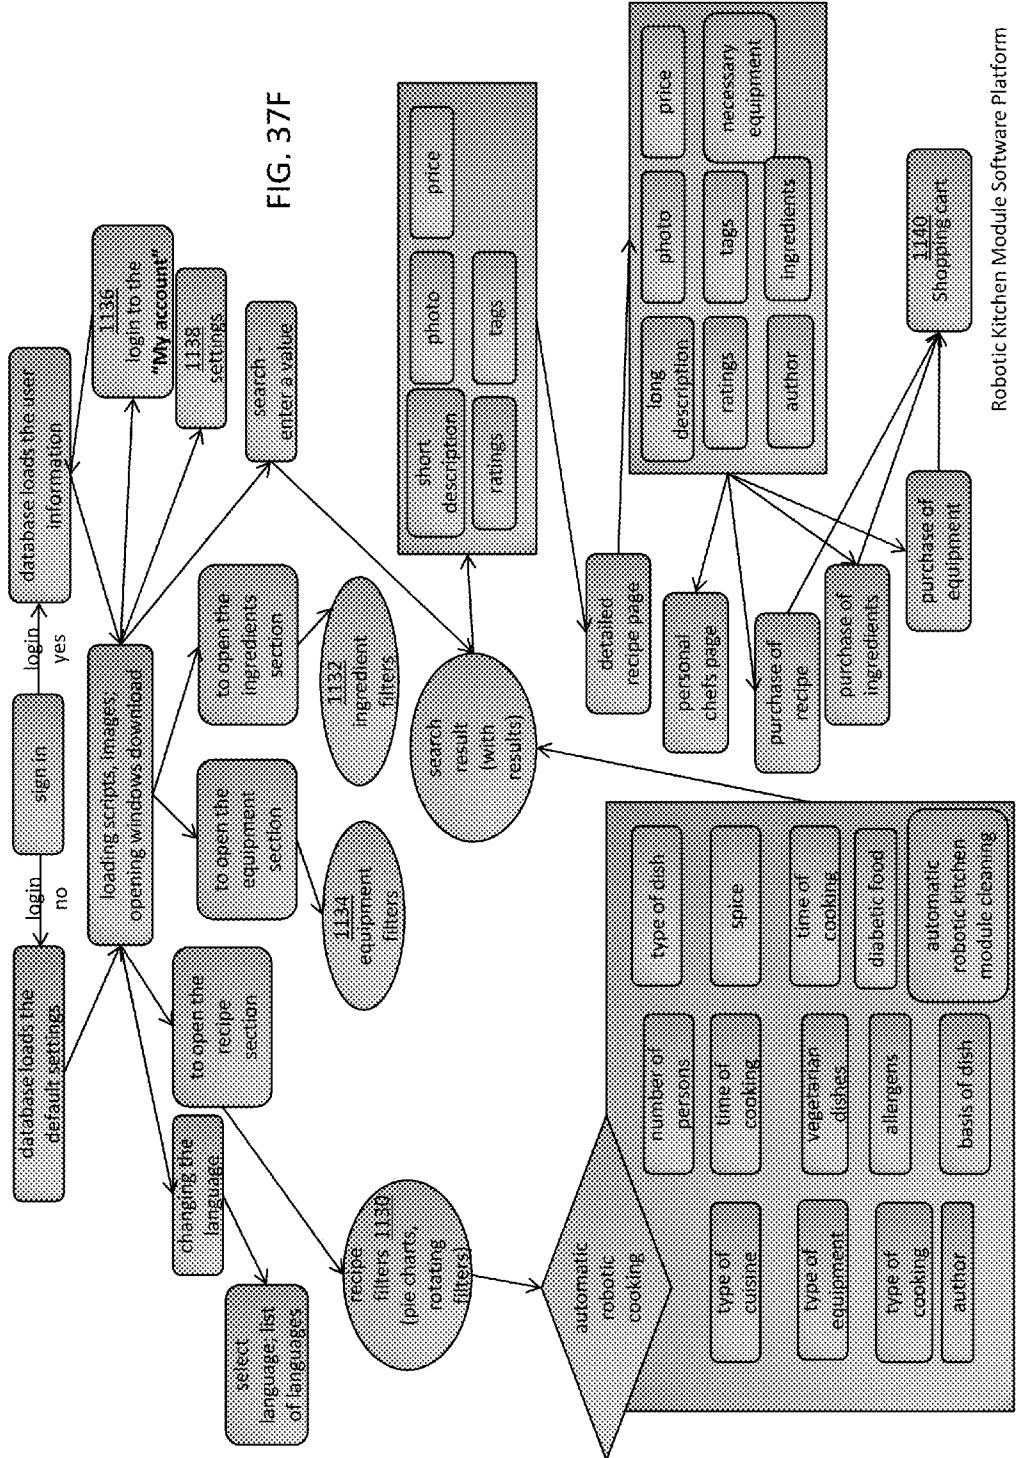 database loads the
default settings
login
no
sign in
login
yes
database loads the user
information
loading scripts, images;
opening windows download
1136
login to the
"My account"
1138
settings
search -
enter a value
changing the
language
select
language; list
of languages
to open the
recipe
section
to open the
equipment
section
to open the
ingredients
section
1134
equipment
filters
1132
ingredient
filters
FIG. 37F
recipe
filters 1130
(pie charts,
rotating
filters)
search
result
(with
results)
short
description
photo
price
ratings
tags
automatic
robotic
cooking
type of
cuisine
type of
equipment
type of
cooking
author
number of
persons
time of
cooking
vegetarian
dishes
allergens
basis of dish
type of dish
spice
time of
cooking
diabetic food
automatic
robotic kitchen
module cleaning
detailed
recipe page
long
description
photo
price
ratings
tags
necessary
equipment
author
ingredients
personal
chefs page
purchase of
recipe
purchase of
ingredients
purchase of
equipment
1140
Shopping cart
Robotic Kitchen Module Software Platform